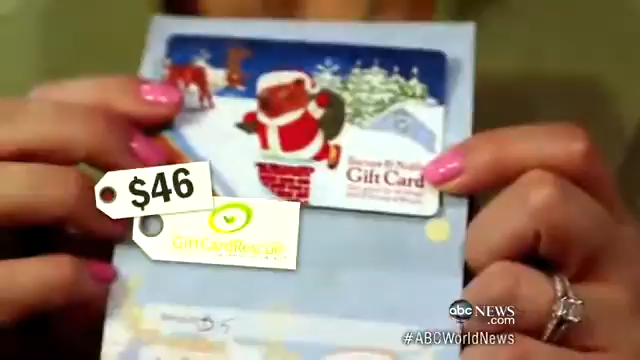 Barnes & Noble
Gift Card
$46
GiftCardRescue
abc NEWS
.com
#ABCWorldNews